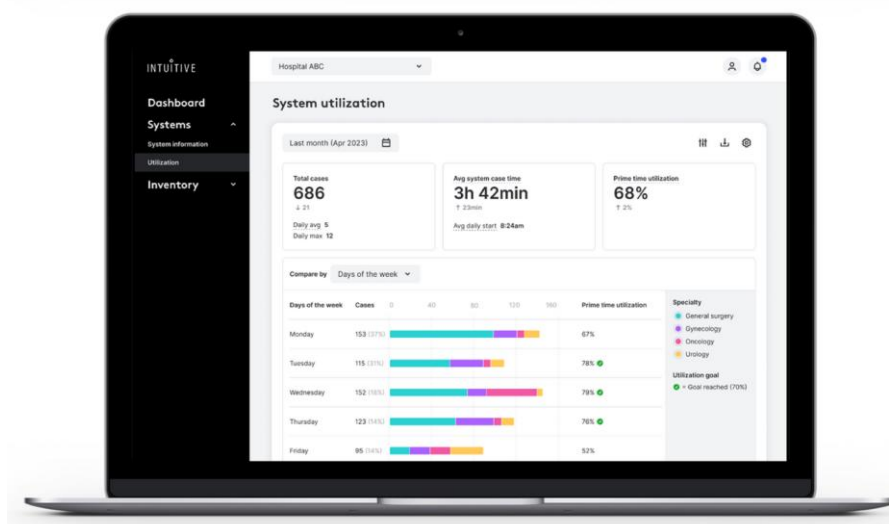 INTUITIVE
Hospital ABC
Dashboard
Systems
System information
Utilization
Inventory
System utilization
Last month (Apr 2023)
Total cases
686
↓ 21
Daily avg 5
Daily max 12
Avg system case time
3h 42min
↑ 23min
Avg daily start 8:24am
Prime time utilization
68%
↑ 2%
Compare by Days of the week
Days of the week Cases 0 40 80 120 160 Prime time utilization
Monday 153 (37%) 67%
Tuesday 115 (31%) 78%
Wednesday 152 (18%) 79%
Thursday 123 (14%) 76%
Friday 95 (14%) 52%
Specialty
General surgery
Gynecology
Oncology
Urology
Utilization goal
= Goal reached (70%)